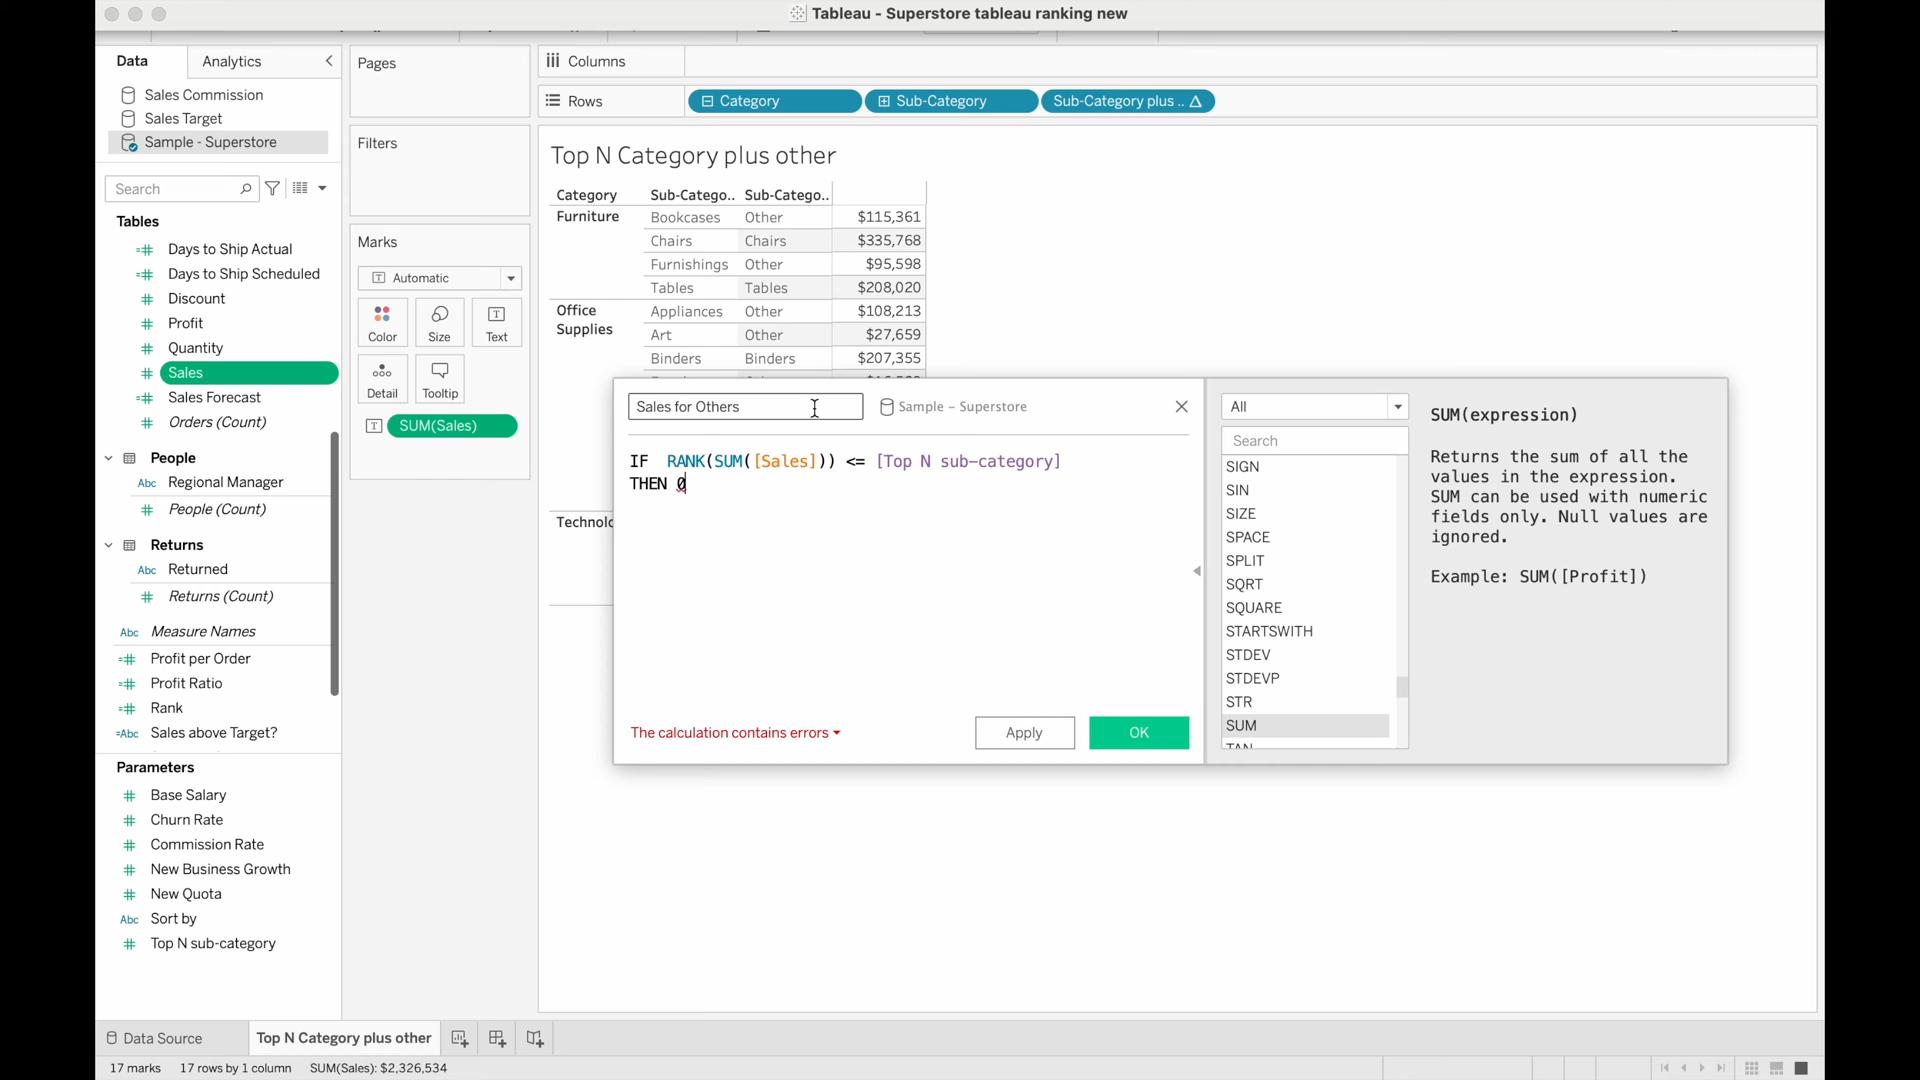 Tableau - Superstore tableau ranking new
Data
Analytics
Sales Commission
Sales Target
Sample - Superstore
Search
Tables
Days to Ship Actual
Days to Ship Scheduled
Discount
Profit
Quantity
Sales
Sales Forecast
Orders (Count)
People
Abc Regional Manager
People (Count)
Returns
Abc Returned
Returns (Count)
Abc Measure Names
Profit per Order
Profit Ratio
Rank
=Abc Sales above Target?
Parameters
Base Salary
Churn Rate
Commission Rate
New Business Growth
New Quota
Abc Sort by
Top N sub-category
Pages
Filters
Marks
Automatic
Color Size Text
Detail Tooltip
SUM(Sales)
Columns
Rows Category Sub-Category Sub-Category plus ..
Top N Category plus other
Category Sub-Catego.. Sub-Catego..
Furniture Bookcases Other $115,361
Chairs Chairs $335,768
Furnishings Other $95,598
Tables Tables $208,020
Office Supplies Appliances Other $108,213
Art Other $27,659
Binders Binders $207,355
Technolo
Sales for Others
Sample – Superstore
IF RANK(SUM([Sales])) <= [Top N sub-category]
THEN 0
The calculation contains errors
Apply
OK
All
Search
SIGN
SIN
SIZE
SPACE
SPLIT
SQRT
SQUARE
STARTSWITH
STDEV
STDEVP
STR
SUM
TAN
SUM(expression)
Returns the sum of all the
values in the expression.
SUM can be used with numeric
fields only. Null values are
ignored.
Example: SUM([Profit])
Data Source
Top N Category plus other
17 marks 17 rows by 1 column SUM(Sales): $2,326,534